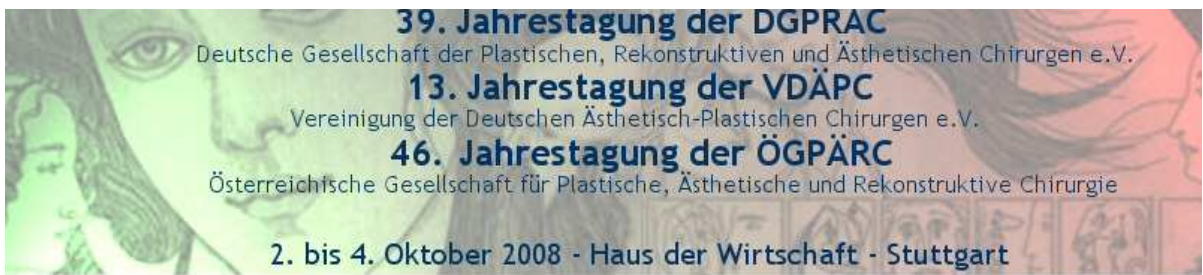 39. Jahrestagung der DGPRÄC
Deutsche Gesellschaft der Plastischen, Rekonstruktiven und Ästhetischen Chirurgen e.V.
13. Jahrestagung der VDÄPC
Vereinigung der Deutschen Ästhetisch-Plastischen Chirurgen e.V.
46. Jahrestagung der ÖGPÄRC
Österreichische Gesellschaft für Plastische, Ästhetische und Rekonstruktive Chirurgie
2. bis 4. Oktober 2008 - Haus der Wirtschaft - Stuttgart